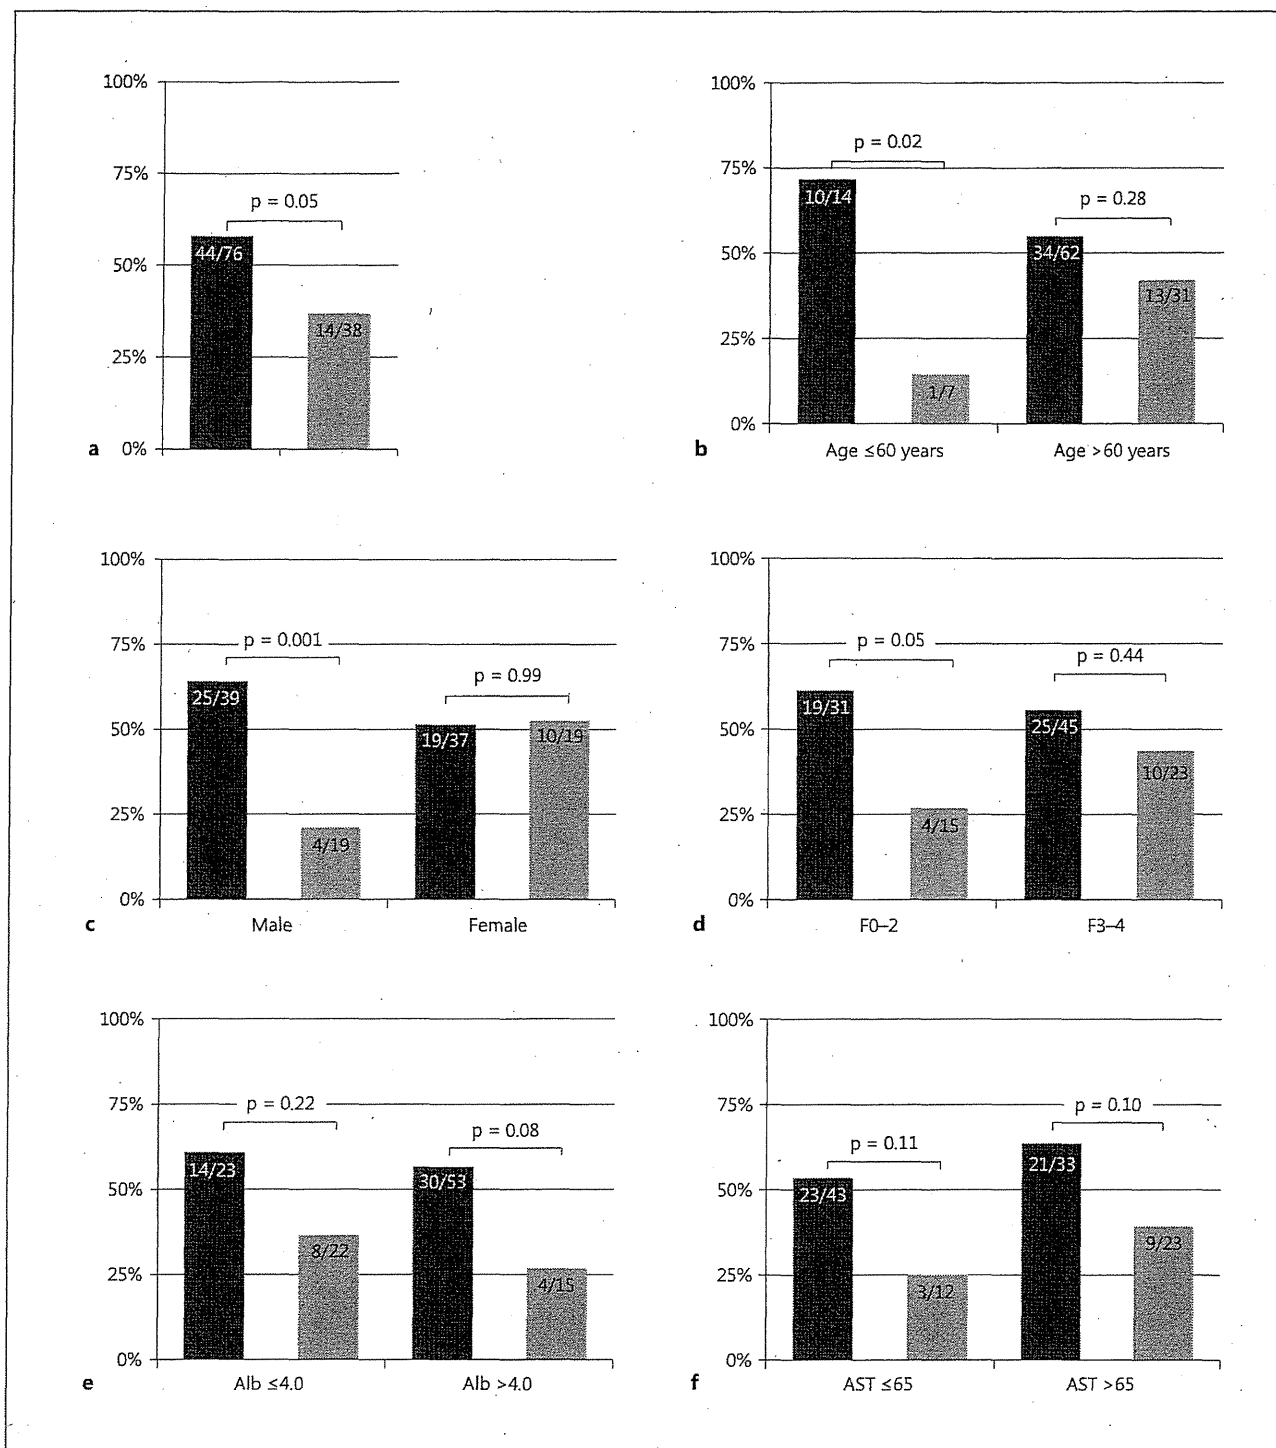 100%
75%
50%
25%
0%
p = 0.05
44/76
14/38
a
100%
75%
50%
25%
0%
p = 0.02
10/14
1/7
p = 0.28
34/62
13/31
Age ≤60 years
Age >60 years
b
100%
75%
50%
25%
0%
p = 0.001
25/39
4/19
p = 0.99
19/37
10/19
Male
Female
c
100%
75%
50%
25%
0%
p = 0.05
19/31
4/15
p = 0.44
25/45
10/23
F0–2
F3–4
d
100%
75%
50%
25%
0%
p = 0.22
14/23
8/22
p = 0.08
30/53
4/15
Alb ≤4.0
Alb >4.0
e
100%
75%
50%
25%
0%
p = 0.11
23/43
3/12
p = 0.10
21/33
9/23
AST ≤65
AST >65
f